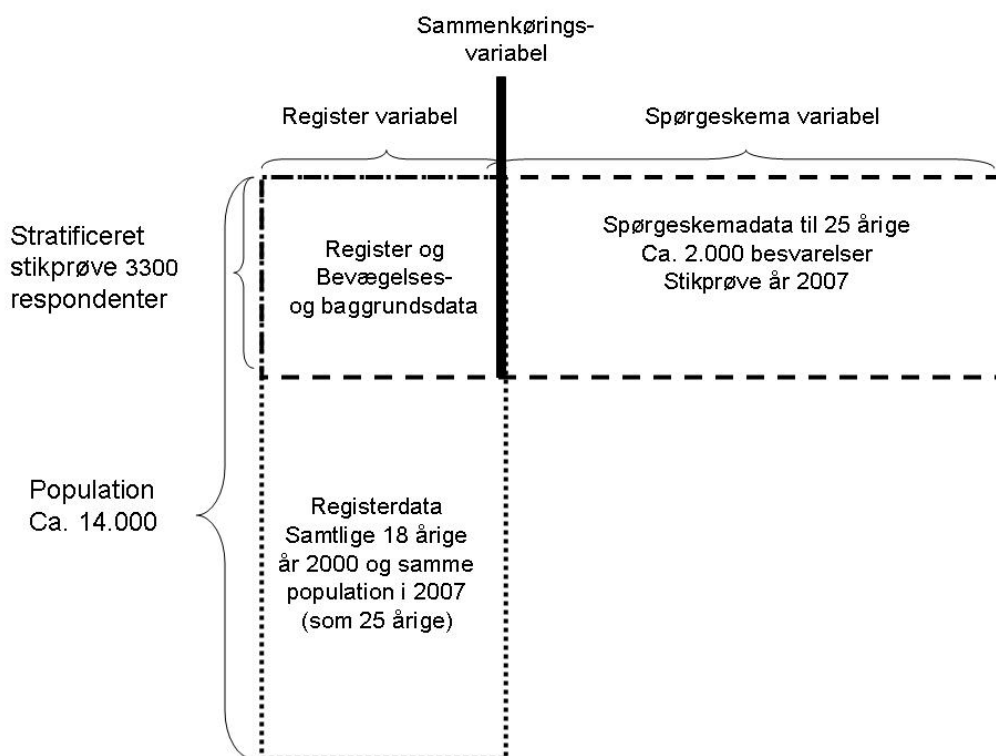 Sammenkørings-
variabel
Register variabel
Spørgeskema variabel
Stratificeret
stikprøve 3300
respondenter
Register og
Bevægelses-
og baggrundsdata
Spørgeskemadata til 25 årige
Ca. 2.000 besvarelser
Stikprøve år 2007
Population
Ca. 14.000
Registerdata
Samtlige 18 årige
år 2000 og samme
population i 2007
(som 25 årige)